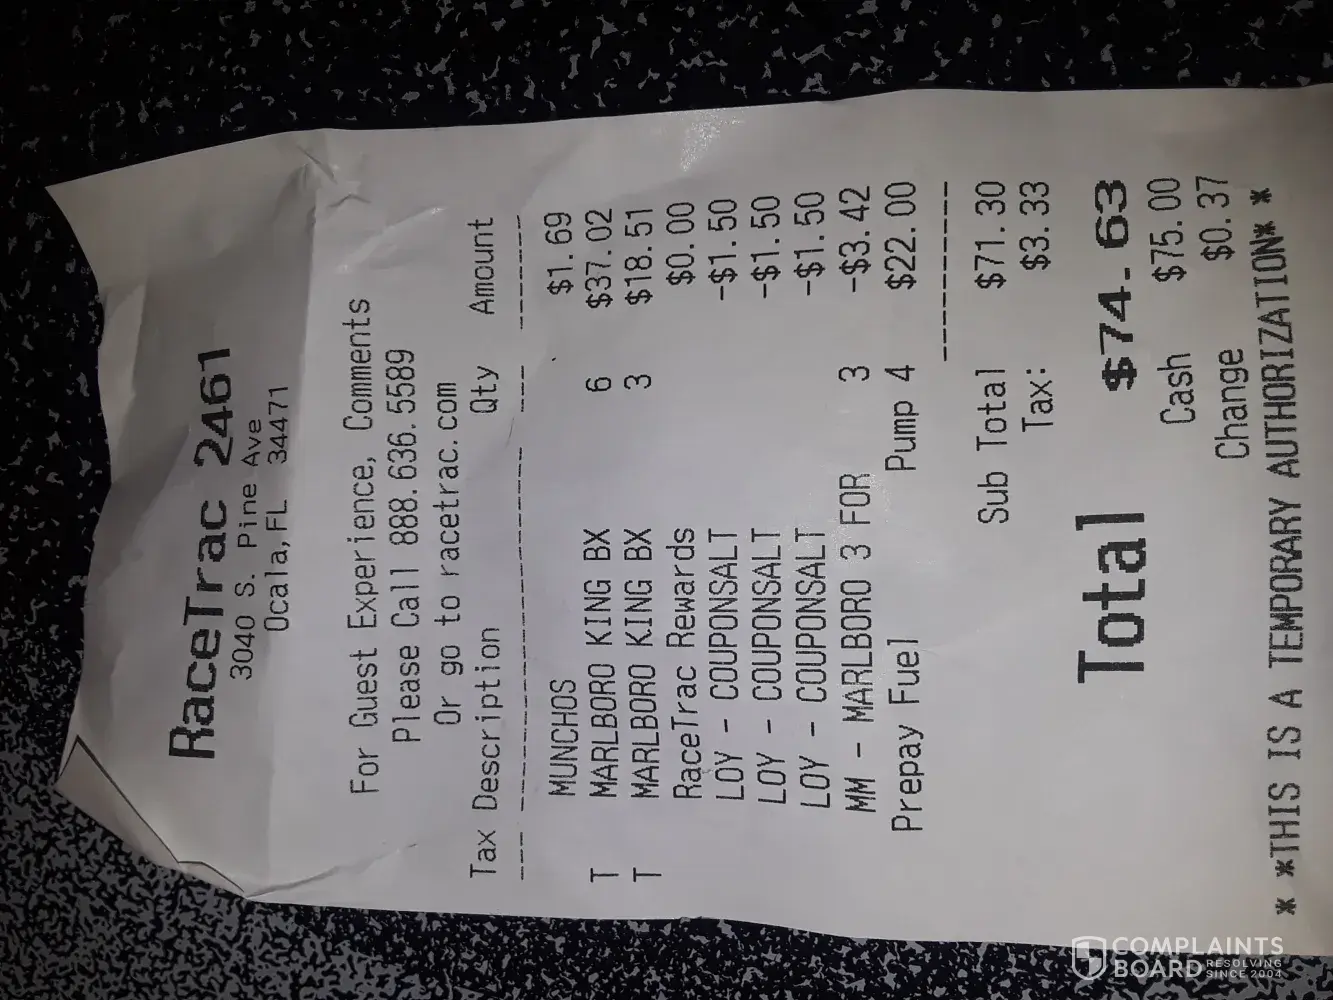 RaceTrac 2461
3040 S. Pine Ave
Ocala,FL 34471
For Guest Experience, Comments
Please Call 888.636.5589
Or go to racetrac.com
Tax Description Qty Amount
--- ------------------------- --- -------
MUNCHOS $1.69
T MARLBORO KING BX 6 $37.02
T MARLBORO KING BX 3 $18.51
RaceTrac Rewards $0.00
LOY - COUPONSALT -$1.50
LOY - COUPONSALT -$1.50
LOY - COUPONSALT -$1.50
MM - MARLBORO 3 FOR 3 -$3.42
Prepay Fuel Pump 4 $22.00
-----------
Sub Total $71.30
Tax: $3.33
Total $74.63
Cash $75.00
Change $0.37
* *THIS IS A TEMPORARY AUTHORIZATION* *
COMPLAINTS
BOARD RESOLVING
SINCE 2004